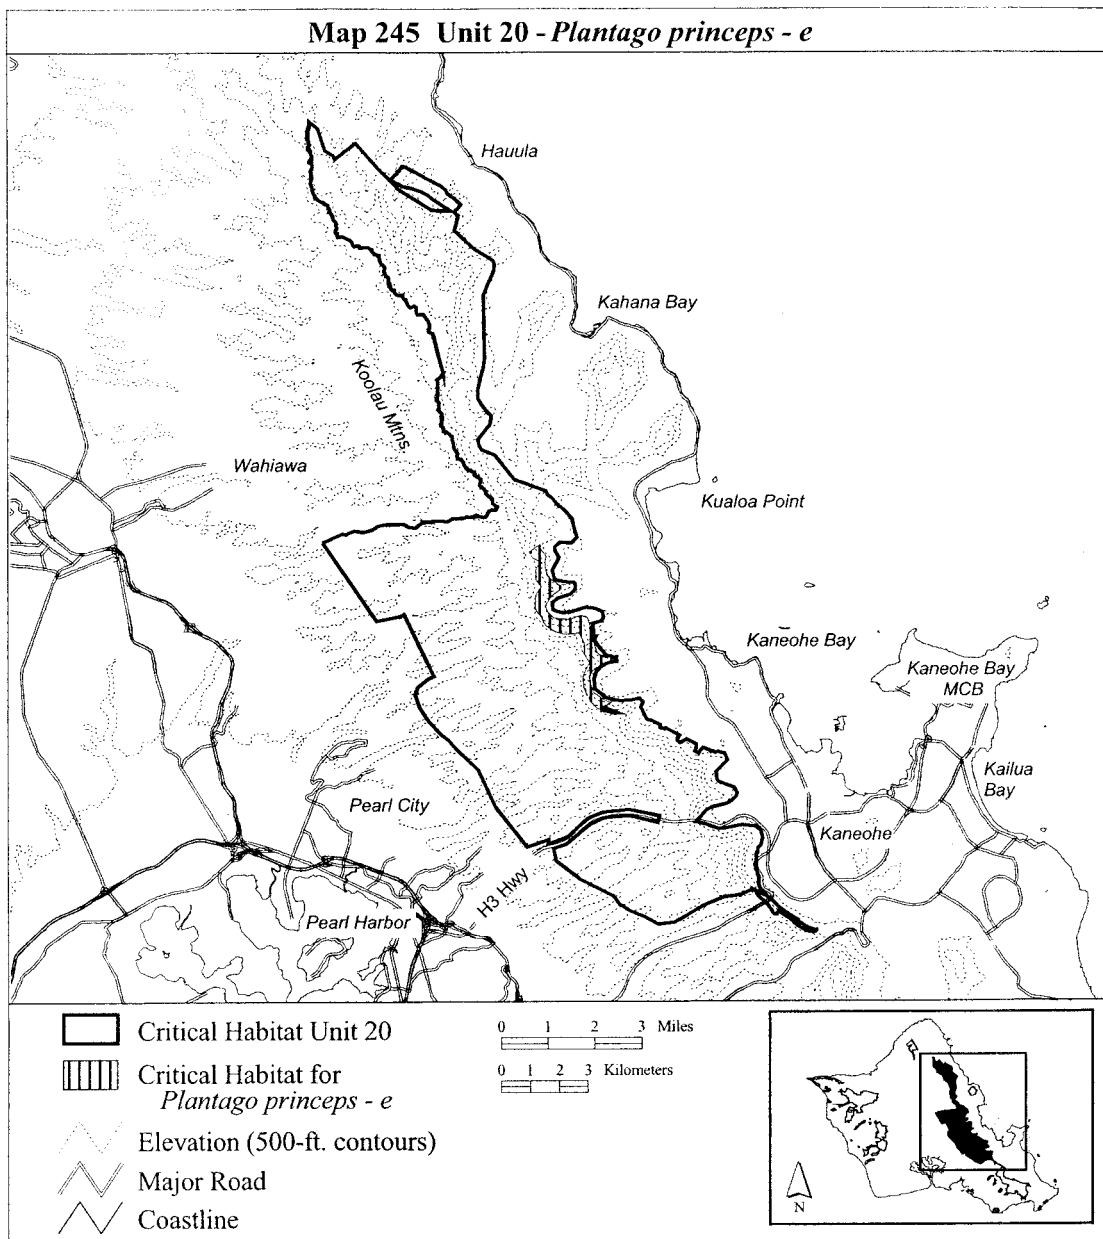 Map 245 Unit 20 - Plantago princeps - e
Hauula
Kahana Bay
Koolau Mtns.
Wahiawa
Kualoa Point
Kaneohe Bay
Kaneohe Bay
MCB
Kailua
Bay
Pearl City
Kaneohe
H3 Hwy
Pearl Harbor
Critical Habitat Unit 20
Critical Habitat for
Plantago princeps - e
Elevation (500-ft. contours)
Major Road
Coastline
0 1 2 3 Miles
0 1 2 3 Kilometers
N